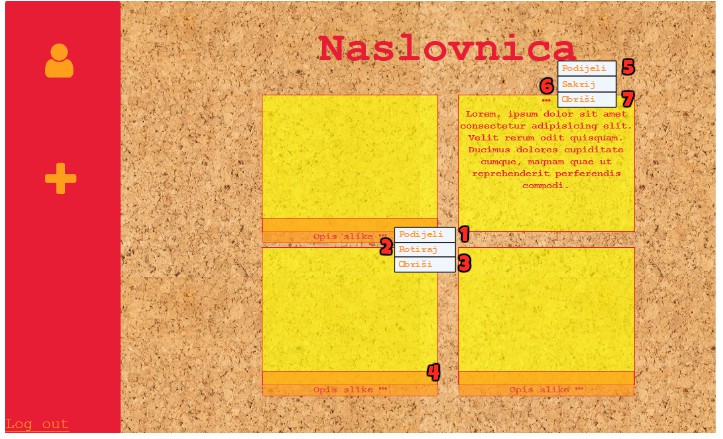 Naslovnica
Podijeli 5
6 Sakrij
Obriši 7
Lorem, ipsum dolor sit amet
consectetur adipisicing elit.
Velit rerum odit quisquam.
Ducimus dolores cupiditate
cumque, magnam quae ut
reprehenderit perferendis
commodi.
Opis slike
Podijeli 1
2 Rotiraj
Obriši 3
4
Opis slike
Opis slike
Log out